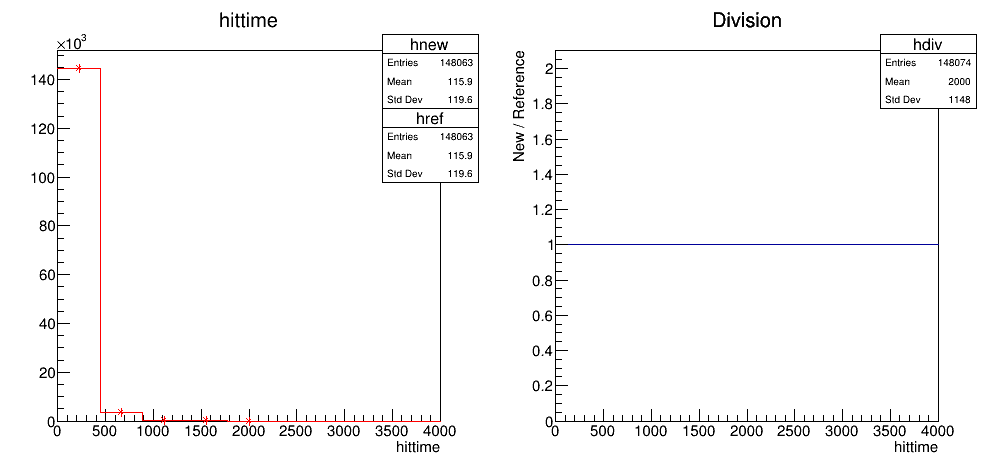 hittime
×10³
hnew
Entries 148063
Mean 115.9
Std Dev 119.6
href
Entries 148063
Mean 115.9
Std Dev 119.6
140
120
100
80
60
40
20
0
0 500 1000 1500 2000 2500 3000 3500 4000
hittime
Division
hdiv
Entries 148074
Mean 2000
Std Dev 1148
New / Reference
2
1.8
1.6
1.4
1.2
1
0.8
0.6
0.4
0.2
0
0 500 1000 1500 2000 2500 3000 3500 4000
hittime